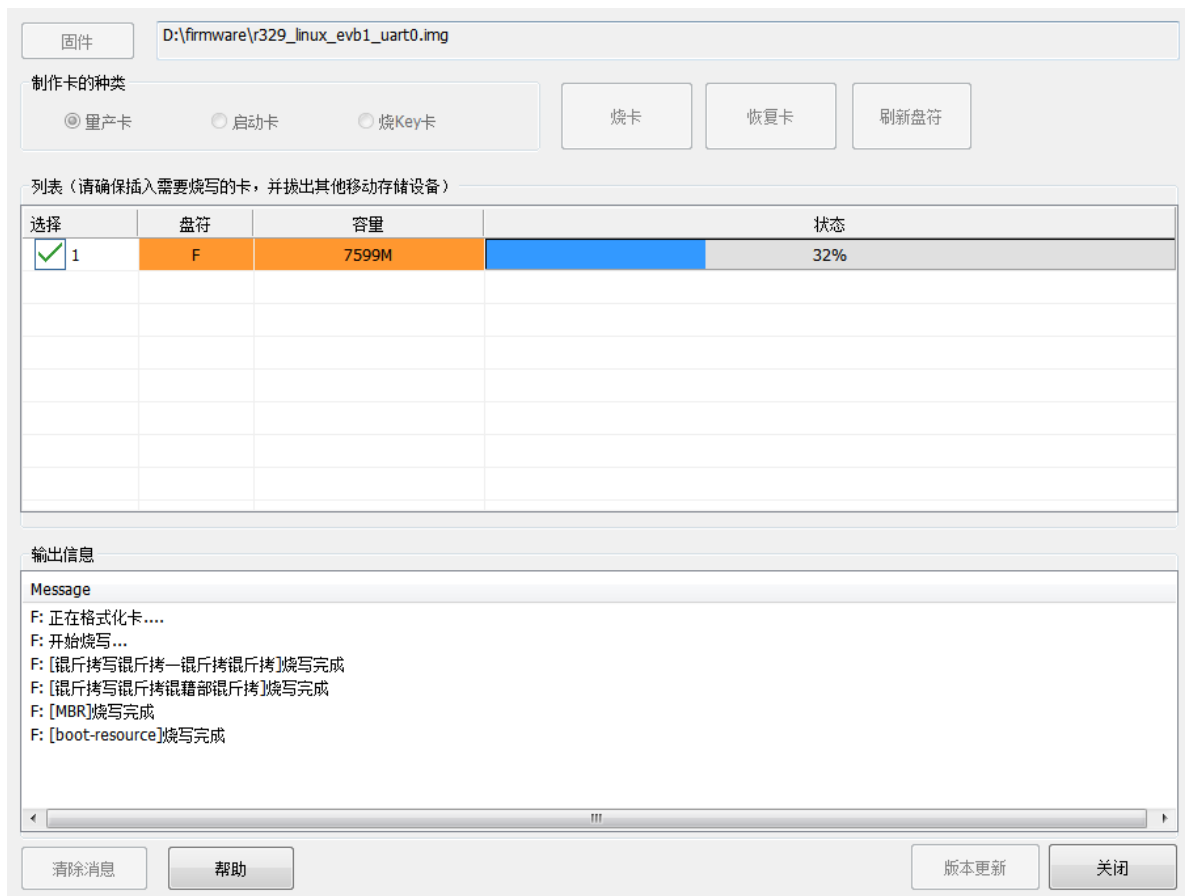 固件 D:\firmware\r329_linux_evb1_uart0.img
制作卡的种类
量产卡 启动卡 烧Key卡 烧卡 恢复卡 刷新盘符
列表（请确保插入需要烧写的卡，并拔出其他移动存储设备）
选择 盘符 容量 状态
1 F 7599M 32%
输出信息
Message
F: 正在格式化卡....
F: 开始烧写...
F: [锟斤拷写锟斤拷一锟斤拷锟斤拷]烧写完成
F: [锟斤拷写锟斤拷锟藉部锟斤拷]烧写完成
F: [MBR]烧写完成
F: [boot-resource]烧写完成
清除消息 帮助 版本更新 关闭